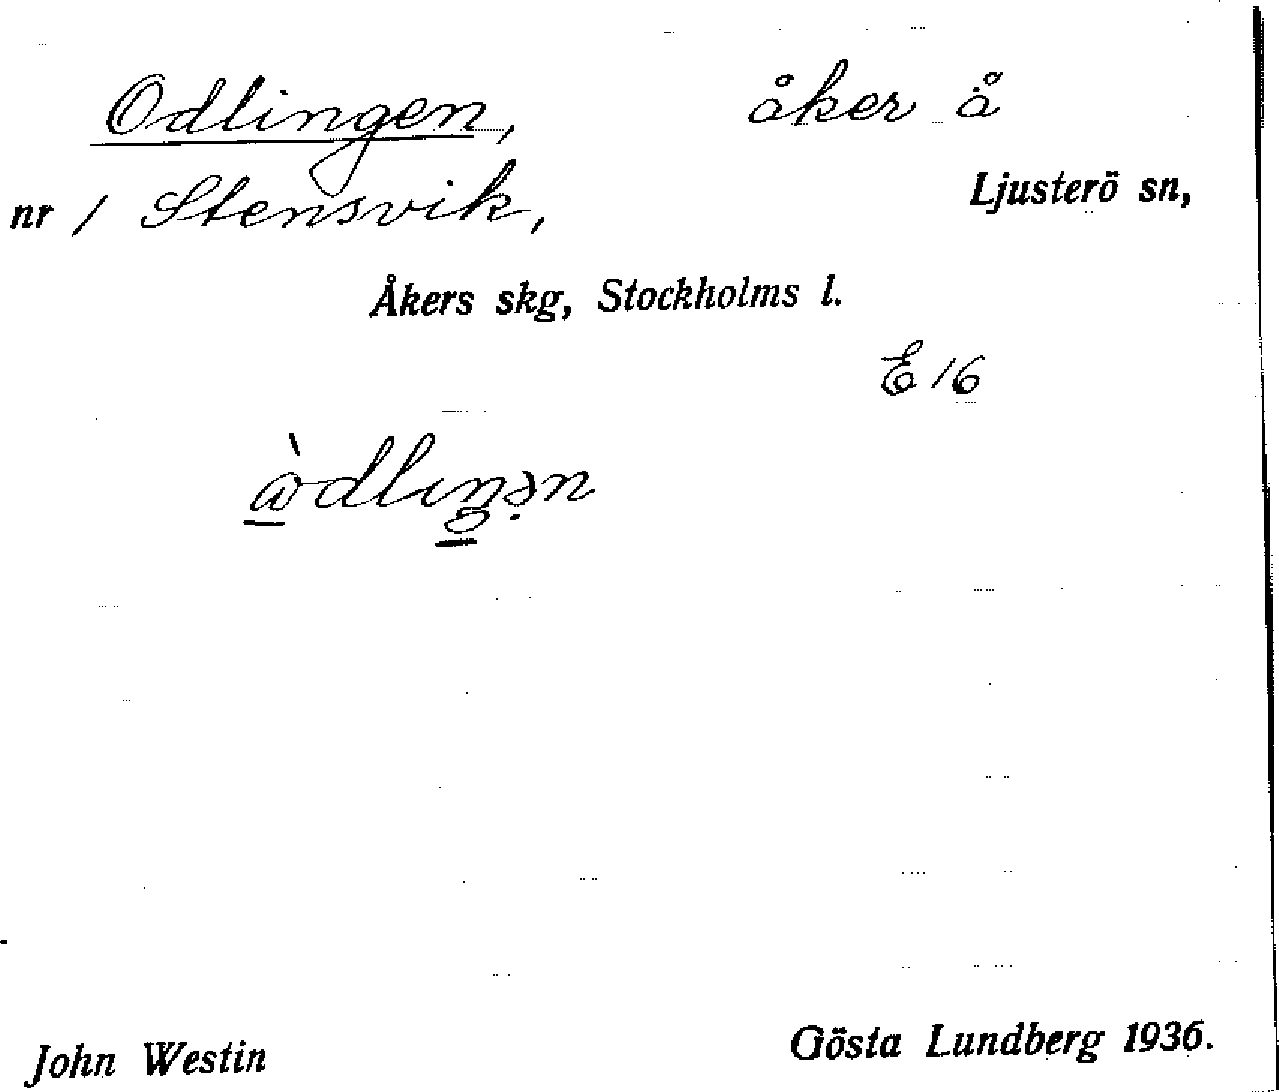 Odlingen, åker å
nr 1 Stensvik, Ljusterö sn,
Åkers skg, Stockholms l.
E 16
John Westin Gösta Lundberg 1936.